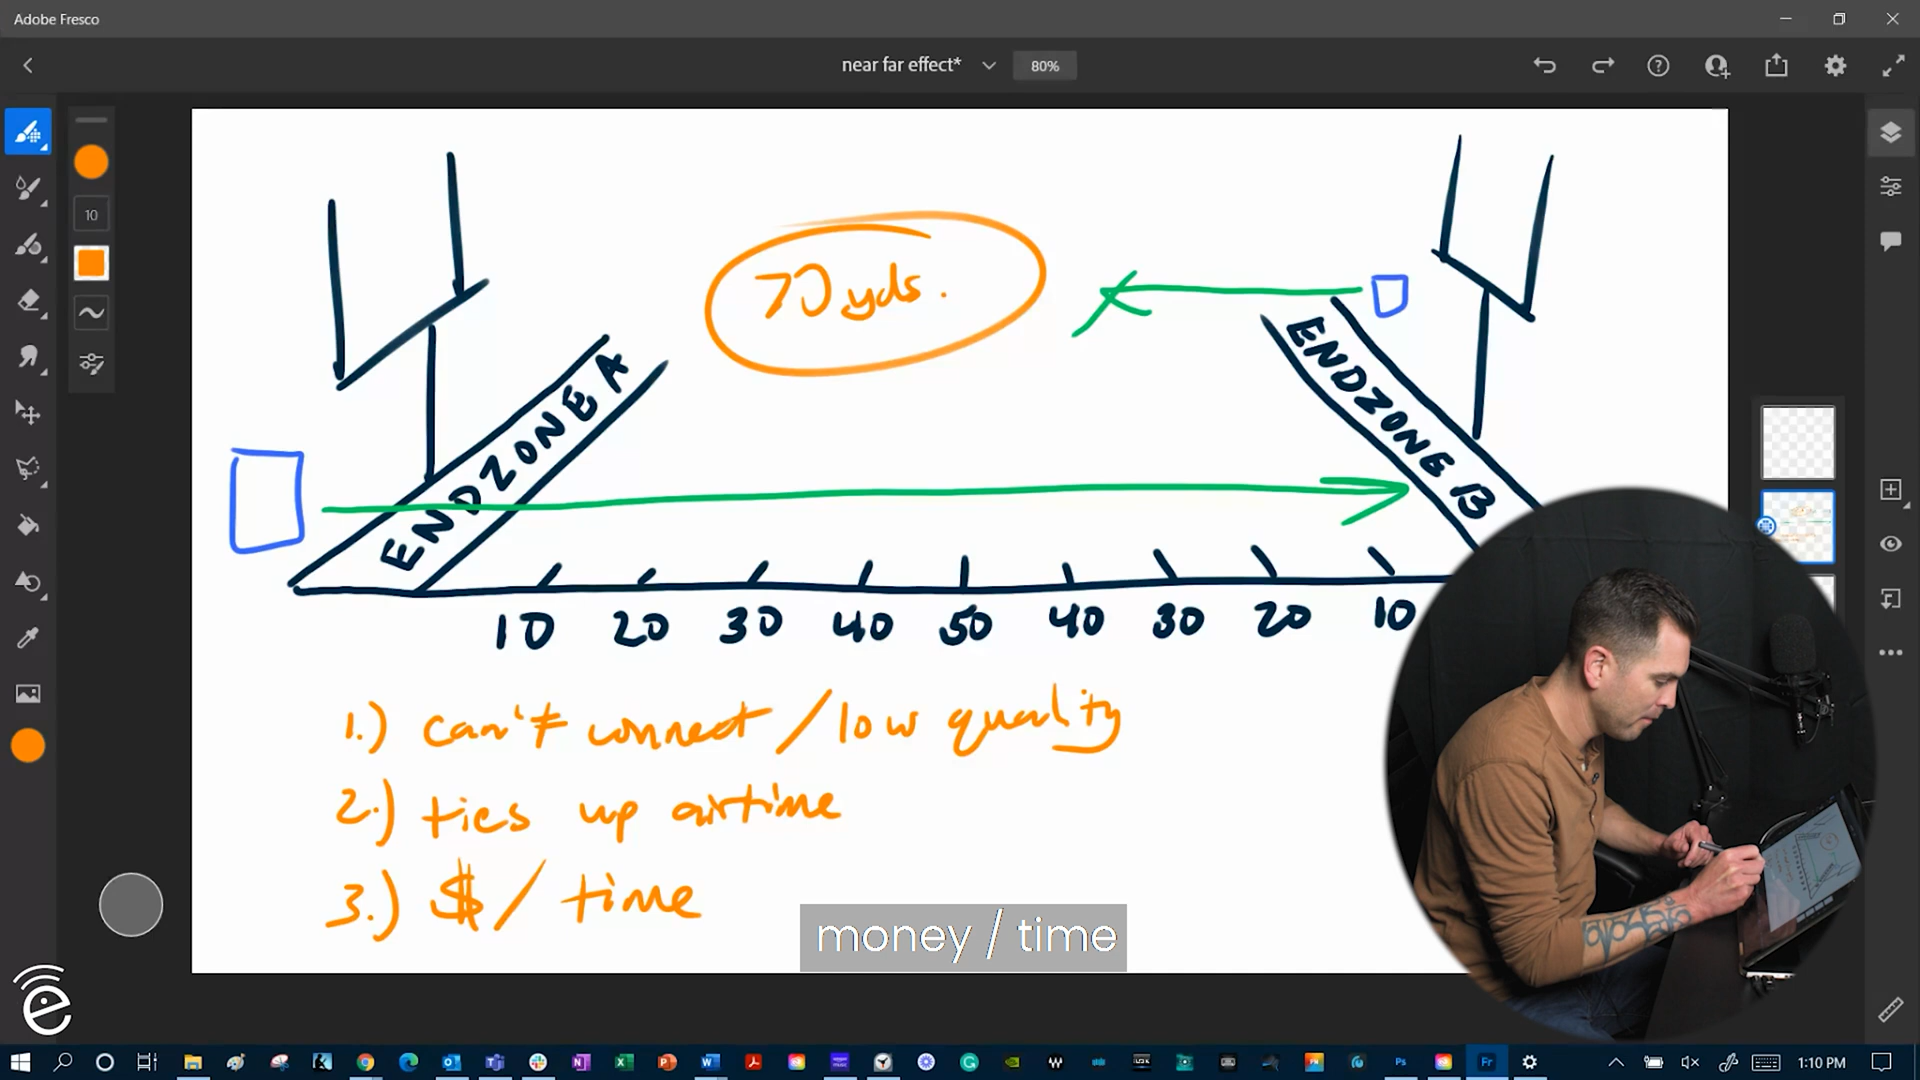 Adobe Fresco
near far effect*
80%
10
70 yds.
ENDZONE A
ENDZONE B
10 20 30 40 50 40 30 20 10
1.) can't connect / low quality
2.) ties up airtime
3.) $ / time
money / time
1:10 PM